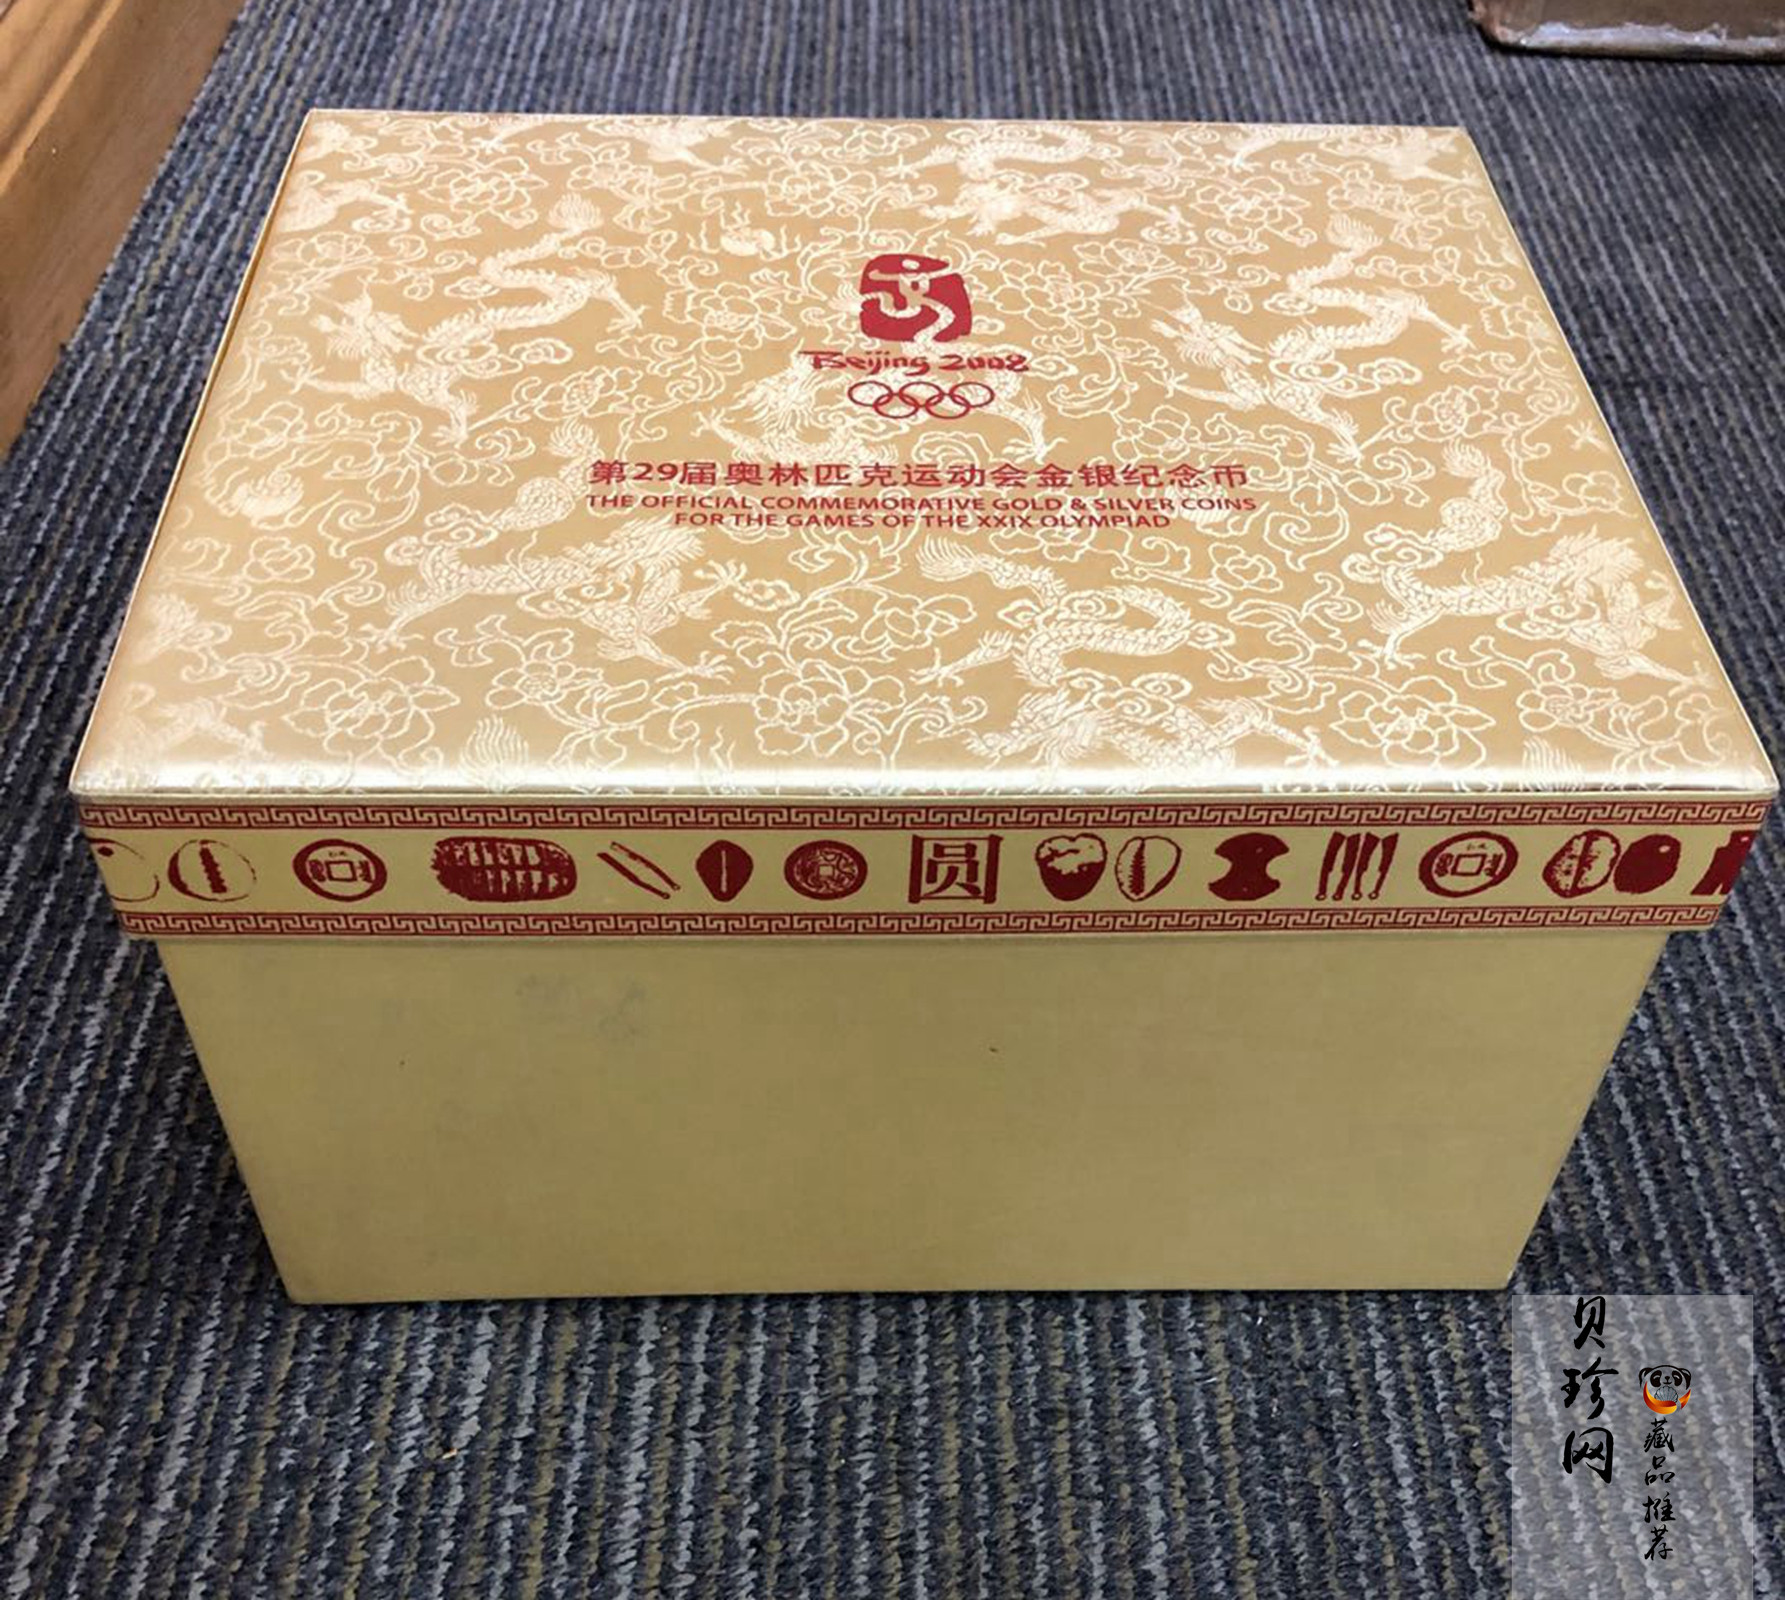 Beijing 2008
第29届奥林匹克运动会金银纪念币
THE OFFICIAL COMMEMORATIVE GOLD & SILVER COINS
FOR THE GAMES OF THE XXIX OLYMPIAD
圆
贝珍网
藏品推荐